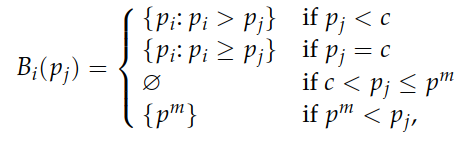 {p_i: p_i > p_j} if p_j < c
{p_i: p_i ≥ p_j} if p_j = c
B_i(p_j) =
∅ if c < p_j ≤ p^m
{p^m} if p^m < p_j,